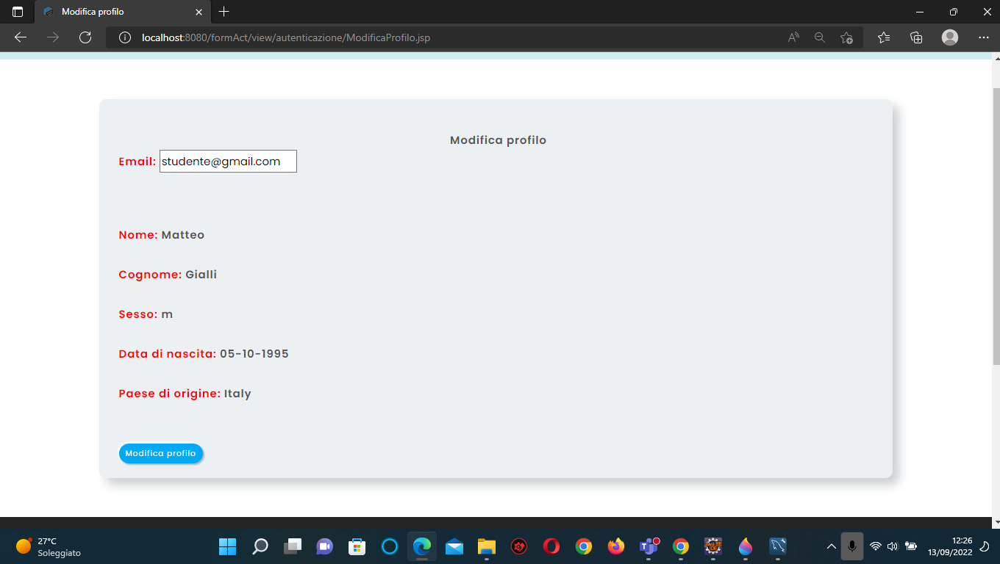 Modifica profilo
localhost:8080/formAct/view/autenticazione/ModificaProfilo.jsp
Modifica profilo
Email: studente@gmail.com
Nome: Matteo
Cognome: Gialli
Sesso: m
Data di nascita: 05-10-1995
Paese di origine: Italy
Modifica profilo
27°C
Soleggiato
12:26
13/09/2022